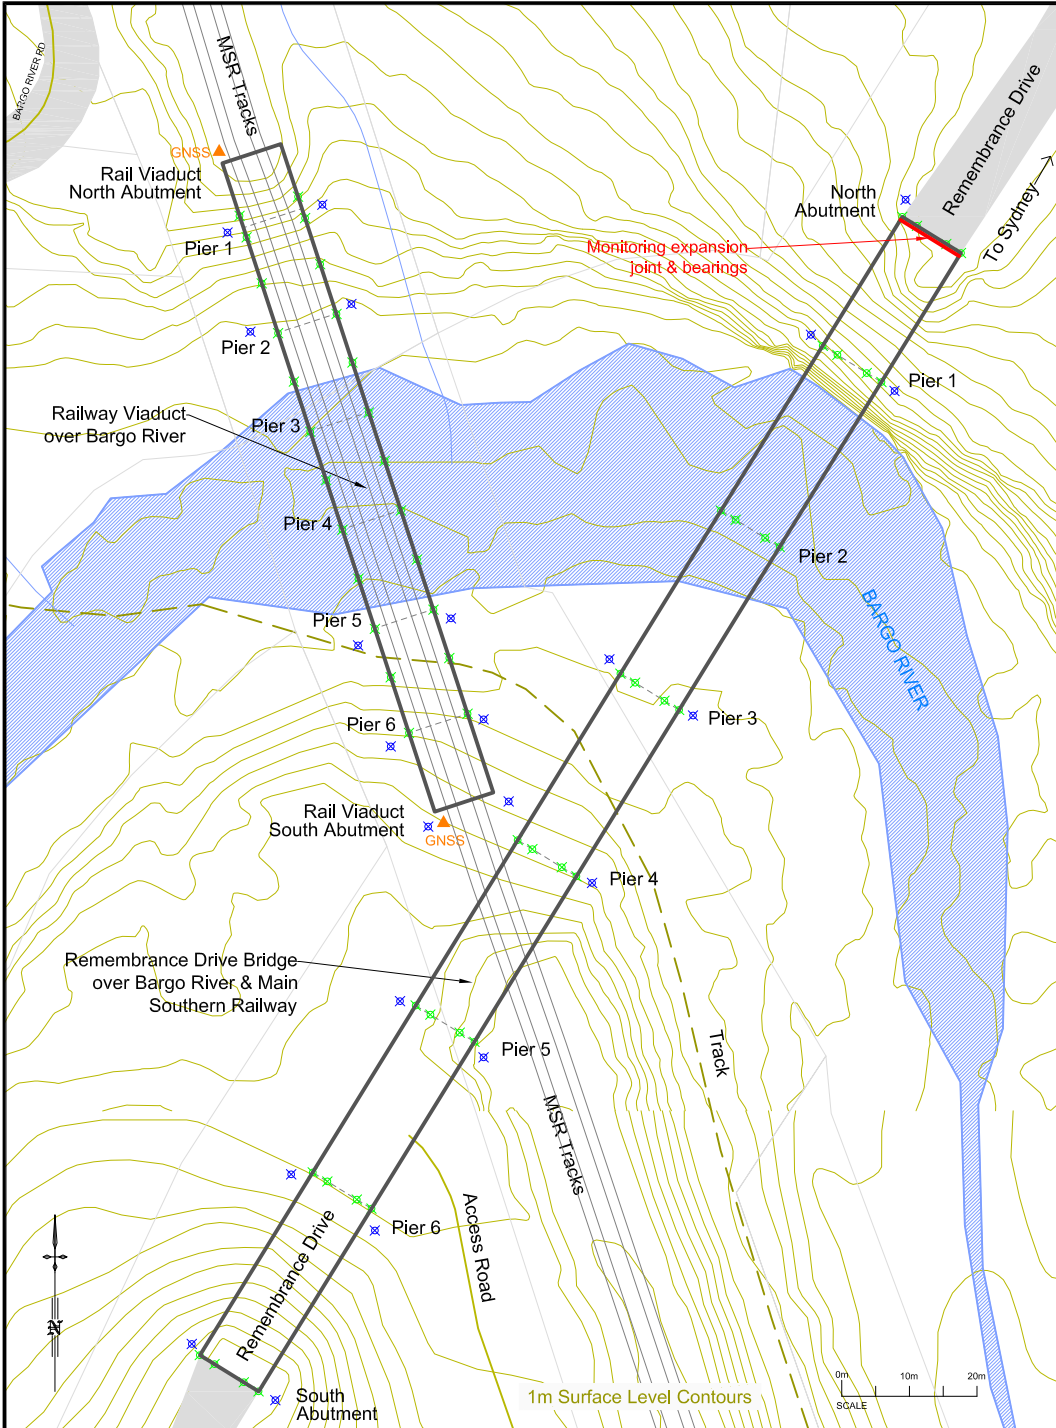 BARGO RIVER RD
MSR Tracks
GNSS
Rail Viaduct
North Abutment
Pier 1
Pier 2
Railway Viaduct
over Bargo River
Pier 3
Pier 4
Pier 5
Pier 6
Rail Viaduct
South Abutment
GNSS
Remembrance Drive
To Sydney
North
Abutment
Monitoring expansion
joint & bearings
Pier 1
Pier 2
BARGO RIVER
Pier 3
Pier 4
Remembrance Drive Bridge
over Bargo River & Main
Southern Railway
Pier 5
Track
MSR Tracks
Pier 6
Access Road
Remembrance Drive
N
South
Abutment
1m Surface Level Contours
0m 10m 20m
SCALE